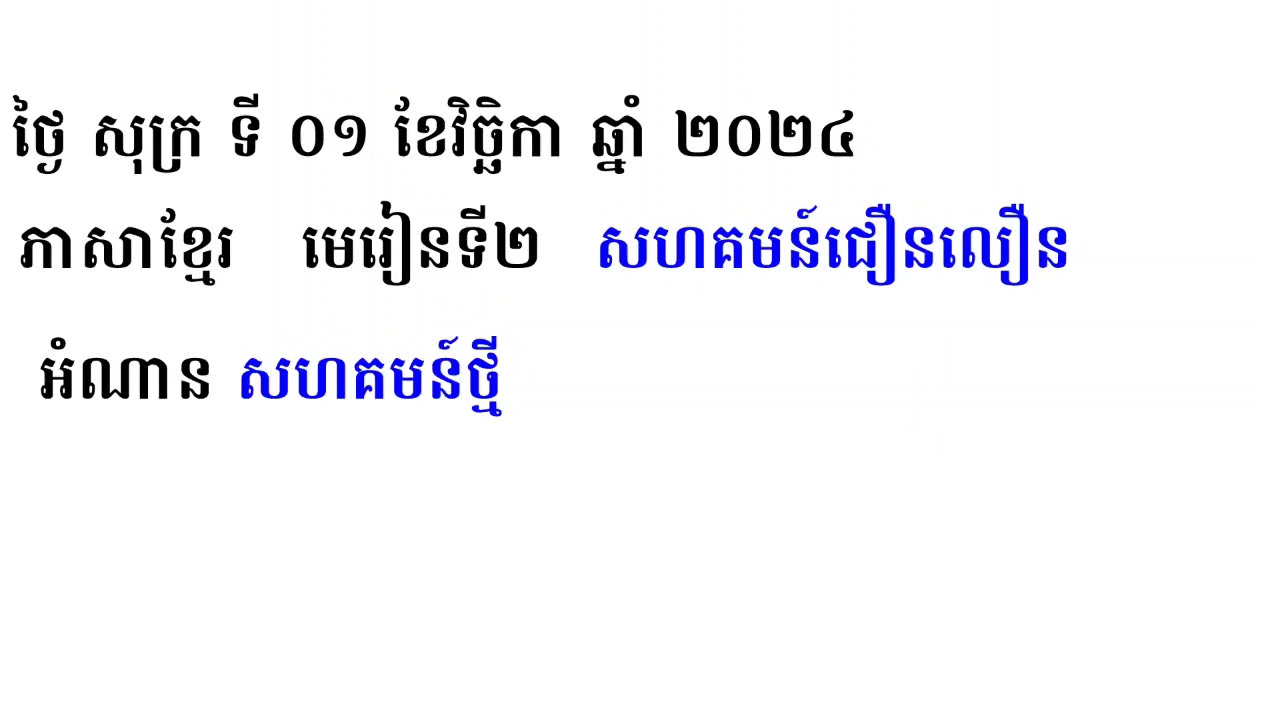 ថ្ងៃ សុក្រ ទី ០១ ខែវិច្ឆិកា ឆ្នាំ ២០២៤
ភាសាខ្មែរ មេរៀនទី២ សហគមន៍ជឿនលឿន
អំណាន សហគមន៍ថ្មី